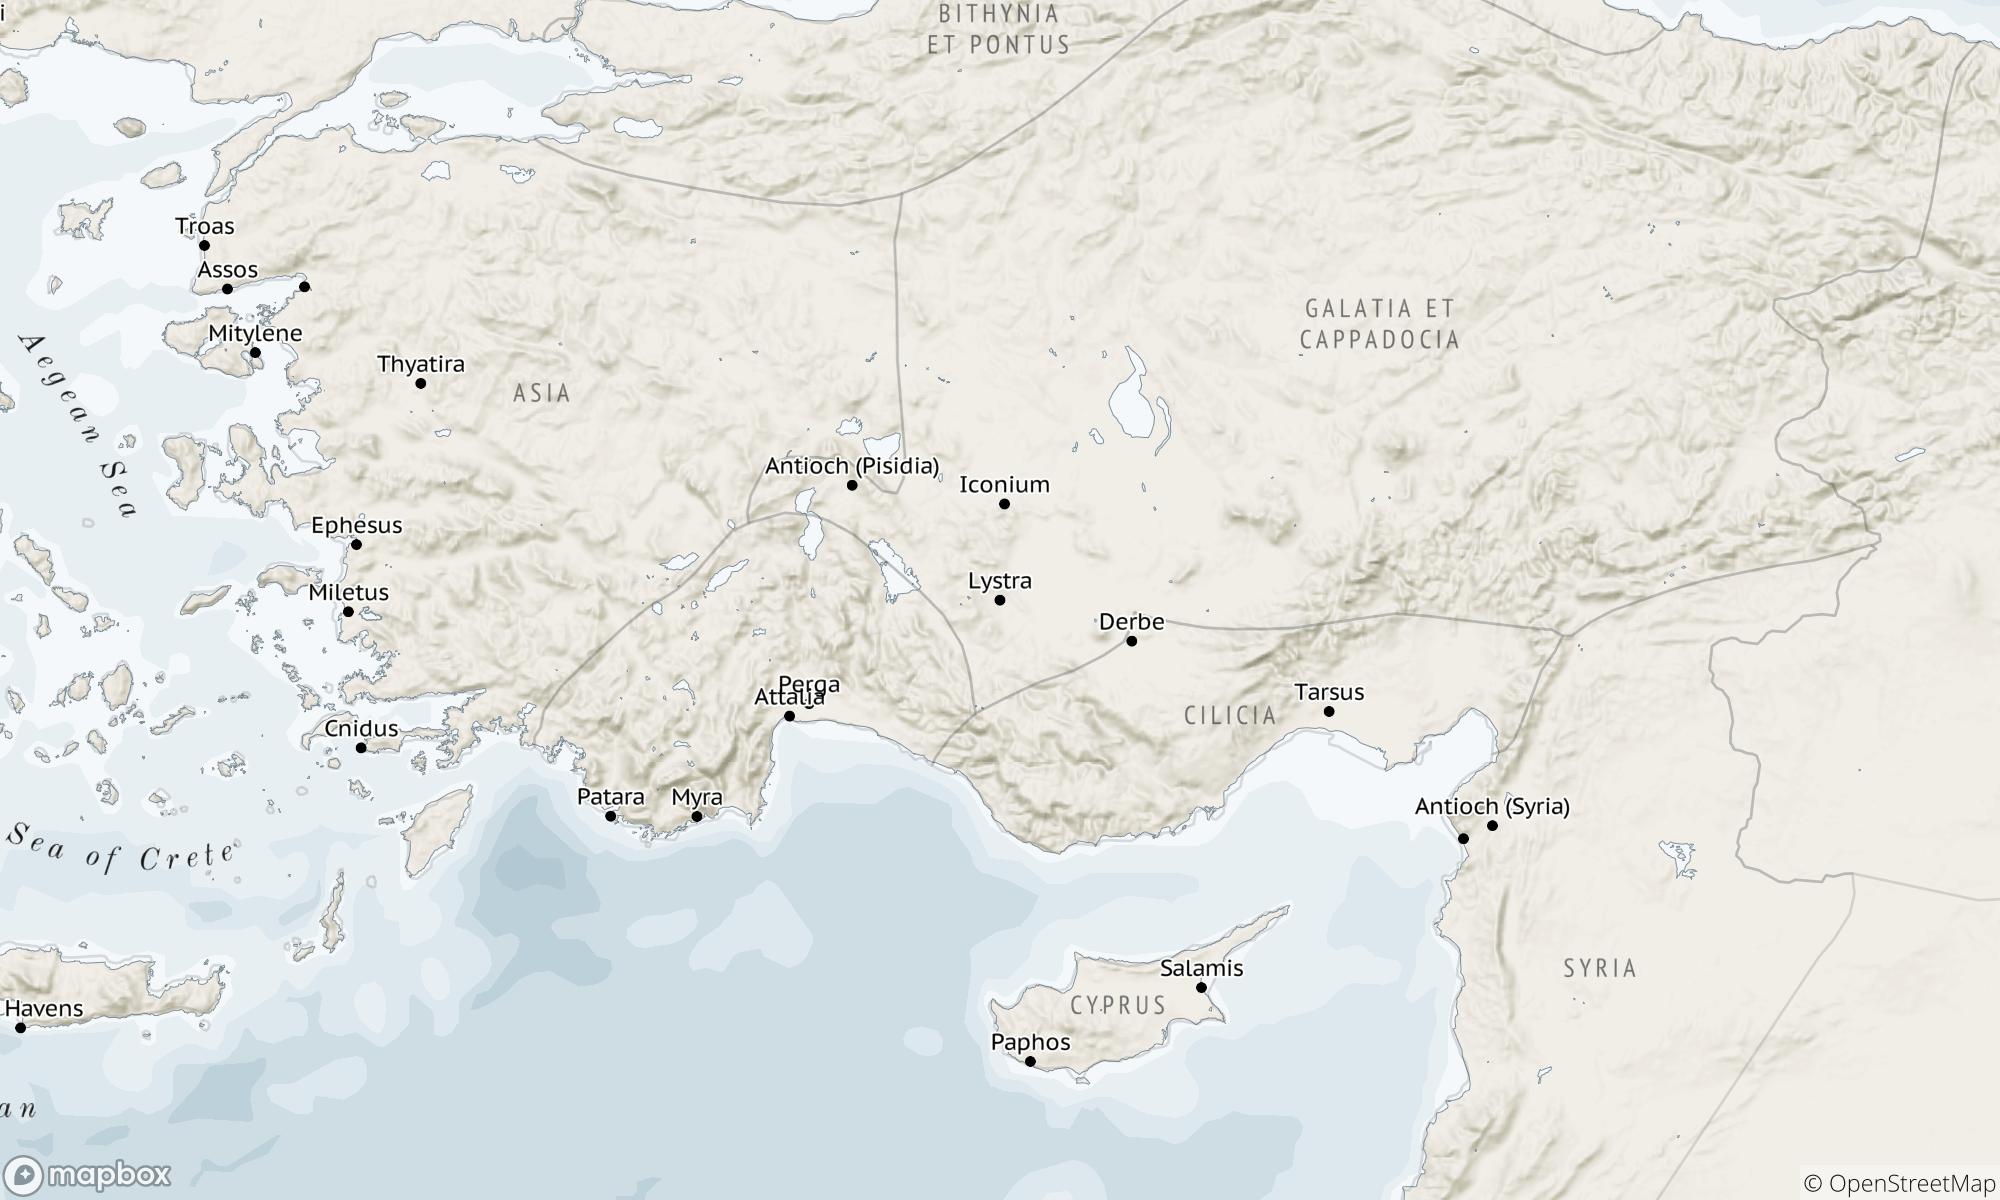 i
BITHYNIA
ET PONTUS
Troas
Assos
GALATIA ET
CAPPADOCIA
Mitylene
Aegean Sea
Thyatira
ASIA
Antioch (Pisidia)
Iconium
Ephesus
Lystra
Miletus
Derbe
Perga
Attalia
Tarsus
CILICIA
Cnidus
Patara
Myra
Antioch (Syria)
Sea of Crete
Salamis
SYRIA
CYPRUS
Havens
Paphos
an
mapbox
© OpenStreetMap